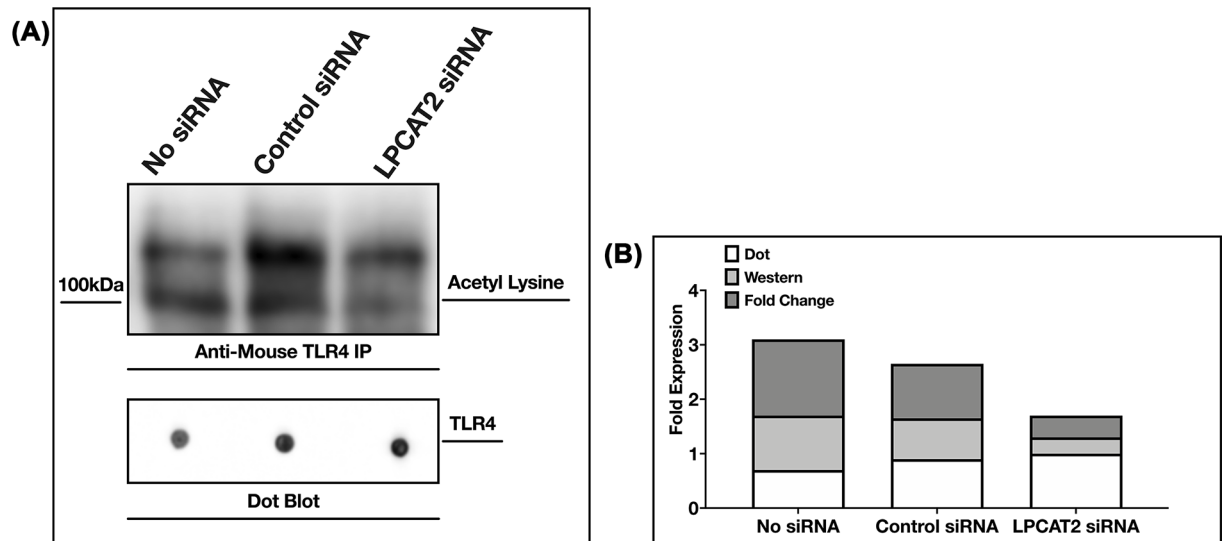 (A)
No siRNA
Control siRNA
LPCAT2 siRNA
100kDa
Acetyl Lysine
Anti-Mouse TLR4 IP
TLR4
Dot Blot
(B)
Dot
Western
Fold Change
Fold Expression
4
3
2
1
0
No siRNA
Control siRNA
LPCAT2 siRNA